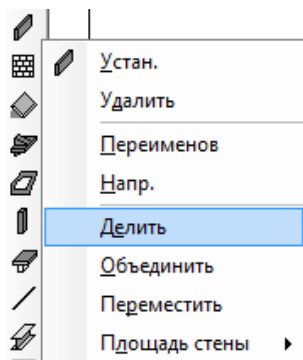 Устан.
Удалить
Переименов
Напр.
Делить
Объединить
Переместить
Площадь стены